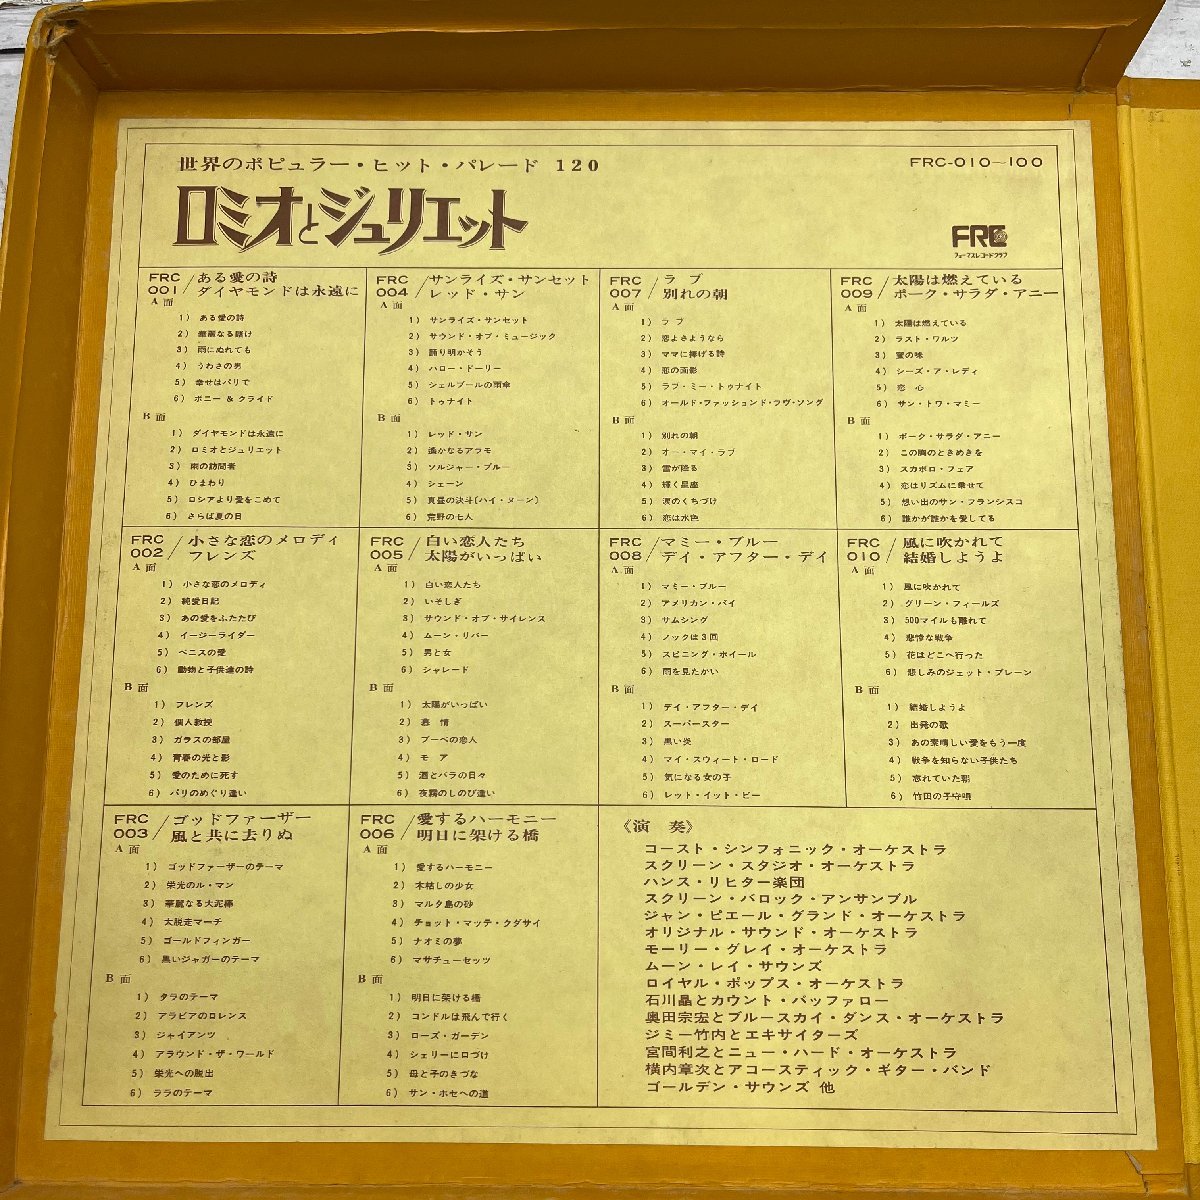 世界のポピュラー・ヒット・パレード 120
FRC-010～100
ロミオとジュリエット
FRC
フェーマスレコードクラブ
FRC 001 / ある愛の詩
ダイヤモンドは永遠に
A面
1) ある愛の詩
2) 華麗なる賭け
3) 雨にぬれても
4) うわさの男
5) 幸せはパリで
6) ボニー & クライド
B面
1) ダイヤモンドは永遠に
2) ロミオとジュリエット
3) 雨の訪問者
4) ひまわり
5) ロシアより愛をこめて
6) さらば夏の日
FRC 002 / 小さな恋のメロディ
フレンズ
A面
1) 小さな恋のメロディ
2) 純愛日記
3) あの愛をふたたび
4) イージーライダー
5) ベニスの愛
6) 動物と子供達の詩
B面
1) フレンズ
2) 個人教授
3) ガラスの部屋
4) 青春の光と影
5) 愛のために死す
6) パリのめぐり逢い
FRC 003 / ゴッドファーザー
風と共に去りぬ
A面
1) ゴッドファーザーのテーマ
2) 栄光のル・マン
3) 華麗なる大泥棒
4) 大脱走マーチ
5) ゴールドフィンガー
6) 黒いジャガーのテーマ
B面
1) タラのテーマ
2) アラビアのロレンス
3) ジャイアンツ
4) アラウンド・ザ・ワールド
5) 栄光への脱出
6) ララのテーマ
FRC 004 / サンライズ・サンセット
レッド・サン
A面
1) サンライズ・サンセット
2) サウンド・オブ・ミュージック
3) 踊り明かそう
4) ハロー・ドーリー
5) シェルブールの雨傘
6) トゥナイト
B面
1) レッド・サン
2) 遙かなるアラモ
3) ソルジャー・ブルー
4) シェーン
5) 真昼の決斗(ハイ・ヌーン)
6) 荒野の七人
FRC 005 / 白い恋人たち
太陽がいっぱい
A面
1) 白い恋人たち
2) いそしぎ
3) サウンド・オブ・サイレンス
4) ムーン・リバー
5) 男と女
6) シャレード
B面
1) 太陽がいっぱい
2) 慕情
3) ブーベの恋人
4) モア
5) 酒とバラの日々
6) 夜霧のしのび逢い
FRC 006 / 愛するハーモニー
明日に架ける橋
A面
1) 愛するハーモニー
2) 木枯しの少女
3) マルタ島の砂
4) チョット・マッテ・クダサイ
5) ナオミの夢
6) マサチューセッツ
B面
1) 明日に架ける橋
2) コンドルは飛んで行く
3) ローズ・ガーデン
4) シェリーに口づけ
5) 母と子のきづな
6) サン・ホセへの道
FRC 007 / ラブ
別れの朝
A面
1) ラブ
2) 恋よさようなら
3) ママに捧げる詩
4) 恋の面影
5) ラブ・ミー・トゥナイト
6) オールド・ファッションド・ラヴ・ソング
B面
1) 別れの朝
2) オー・マイ・ラブ
3) 雪が降る
4) 輝く星座
5) 涙のくちづけ
6) 恋は水色
FRC 008 / マミー・ブルー
デイ・アフター・デイ
A面
1) マミー・ブルー
2) アメリカン・パイ
3) サムシング
4) ノックは3回
5) スピニング・ホイール
6) 雨を見たかい
B面
1) デイ・アフター・デイ
2) スーパースター
3) 黒い炎
4) マイ・スウィート・ロード
5) 気になる女の子
6) レット・イット・ビー
FRC 009 / 太陽は燃えている
ポーク・サラダ・アニー
A面
1) 太陽は燃えている
2) ラスト・ワルツ
3) 蜜の味
4) シーズ・ア・レディ
5) 恋心
6) サン・トワ・マミー
B面
1) ポーク・サラダ・アニー
2) この胸のときめきを
3) スカボロ・フェア
4) 恋はリズムに乗せて
5) 想い出のサン・フランシスコ
6) 誰かが誰かを愛してる
FRC 010 / 風に吹かれて
結婚しようよ
A面
1) 風に吹かれて
2) グリーン・フィールズ
3) 500マイルも離れて
4) 悲惨な戦争
5) 花はどこへ行った
6) 悲しみのジェット・プレーン
B面
1) 結婚しようよ
2) 出発の歌
3) あの素晴しい愛をもう一度
4) 戦争を知らない子供たち
5) 忘れていた朝
6) 竹田の子守唄
《演奏》
コースト・シンフォニック・オーケストラ
スクリーン・スタジオ・オーケストラ
ハンス・リヒター楽団
スクリーン・バロック・アンサンブル
ジャン・ピエール・グランド・オーケストラ
オリジナル・サウンド・オーケストラ
モーリー・グレイ・オーケストラ
ムーン・レイ・サウンズ
ロイヤル・ポップス・オーケストラ
石川晶とカウント・バッファロー
奥田宗宏とブルースカイ・ダンス・オーケストラ
ジミー竹内とエキサイターズ
宮間利之とニュー・ハード・オーケストラ
横内章次とアコースティック・ギター・バンド
ゴールデン・サウンズ 他